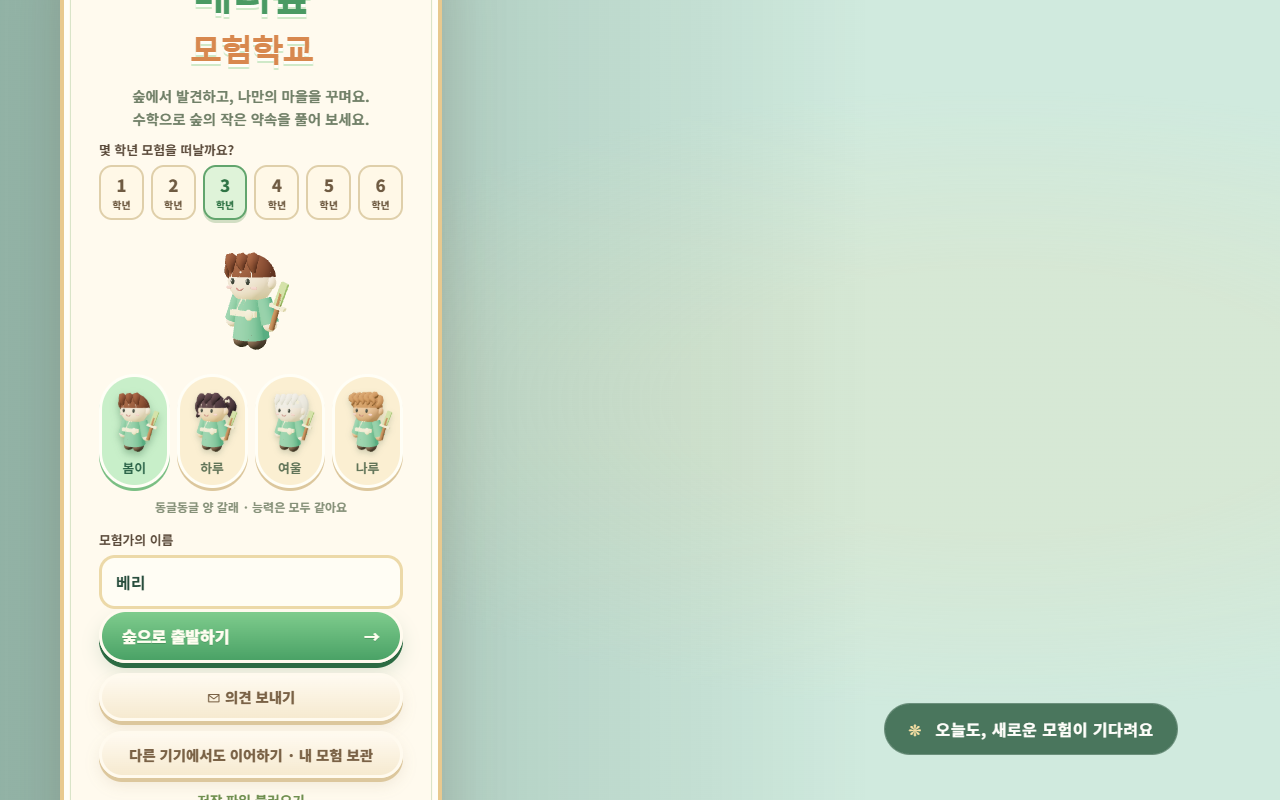 모험학교
숲에서 발견하고, 나만의 마을을 꾸며요.
수학으로 숲의 작은 약속을 풀어 보세요.
몇 학년 모험을 떠날까요?
1 2 3 4 5 6
학년 학년 학년 학년 학년 학년
봄이 하루 여울 나루
동글동글 양 갈래 · 능력은 모두 같아요
모험가의 이름
베리
숲으로 출발하기 →
의견 보내기
다른 기기에서도 이어하기 · 내 모험 보관
오늘도, 새로운 모험이 기다려요